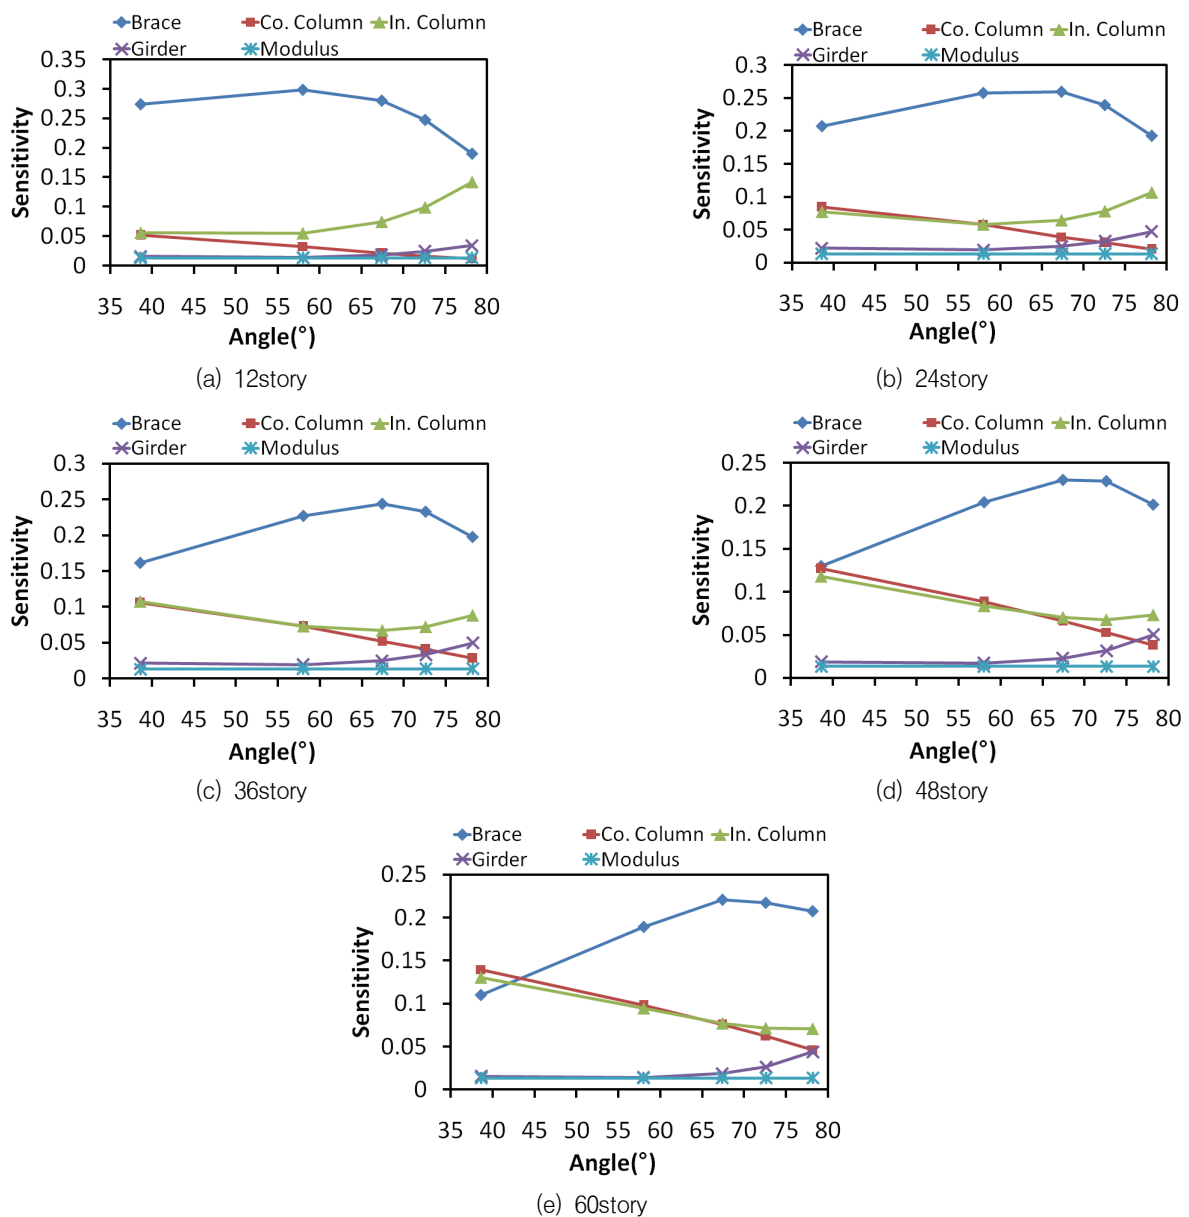 Brace Co. Column In. Column
Girder Modulus
0.35
0.3
0.25
0.2
0.15
0.1
0.05
0
Sensitivity
35 40 45 50 55 60 65 70 75 80
Angle(°)
(a) 12story
Brace Co. Column In. Column
Girder Modulus
0.3
0.25
0.2
0.15
0.1
0.05
0
Sensitivity
35 40 45 50 55 60 65 70 75 80
Angle(°)
(b) 24story
Brace Co. Column In. Column
Girder Modulus
0.3
0.25
0.2
0.15
0.1
0.05
0
Sensitivity
35 40 45 50 55 60 65 70 75 80
Angle(°)
(c) 36story
Brace Co. Column In. Column
Girder Modulus
0.25
0.2
0.15
0.1
0.05
0
Sensitivity
35 40 45 50 55 60 65 70 75 80
Angle(°)
(d) 48story
Brace Co. Column In. Column
Girder Modulus
0.25
0.2
0.15
0.1
0.05
0
Sensitivity
35 40 45 50 55 60 65 70 75 80
Angle(°)
(e) 60story